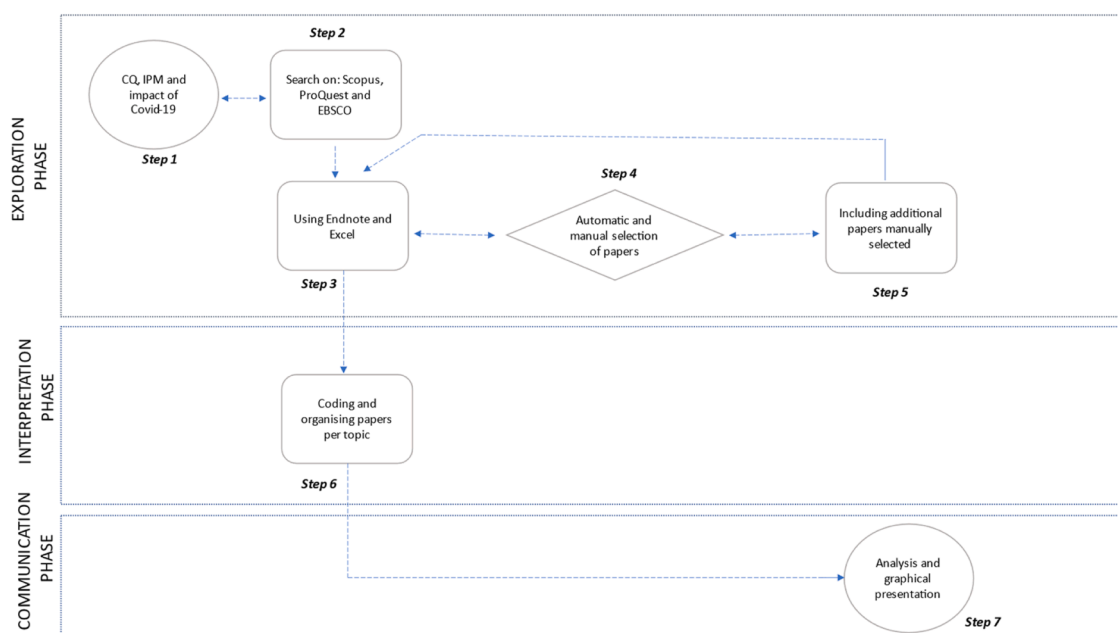 EXPLORATION
PHASE
Step 2
CQ, IPM and
impact of
Covid-19
Step 1
Search on: Scopus,
ProQuest and
EBSCO
Using Endnote and
Excel
Step 3
Step 4
Automatic and
manual selection
of papers
Including additional
papers manually
selected
Step 5
INTERPRETATION
PHASE
Coding and
organising papers
per topic
Step 6
COMMUNICATION
PHASE
Analysis and
graphical
presentation
Step 7